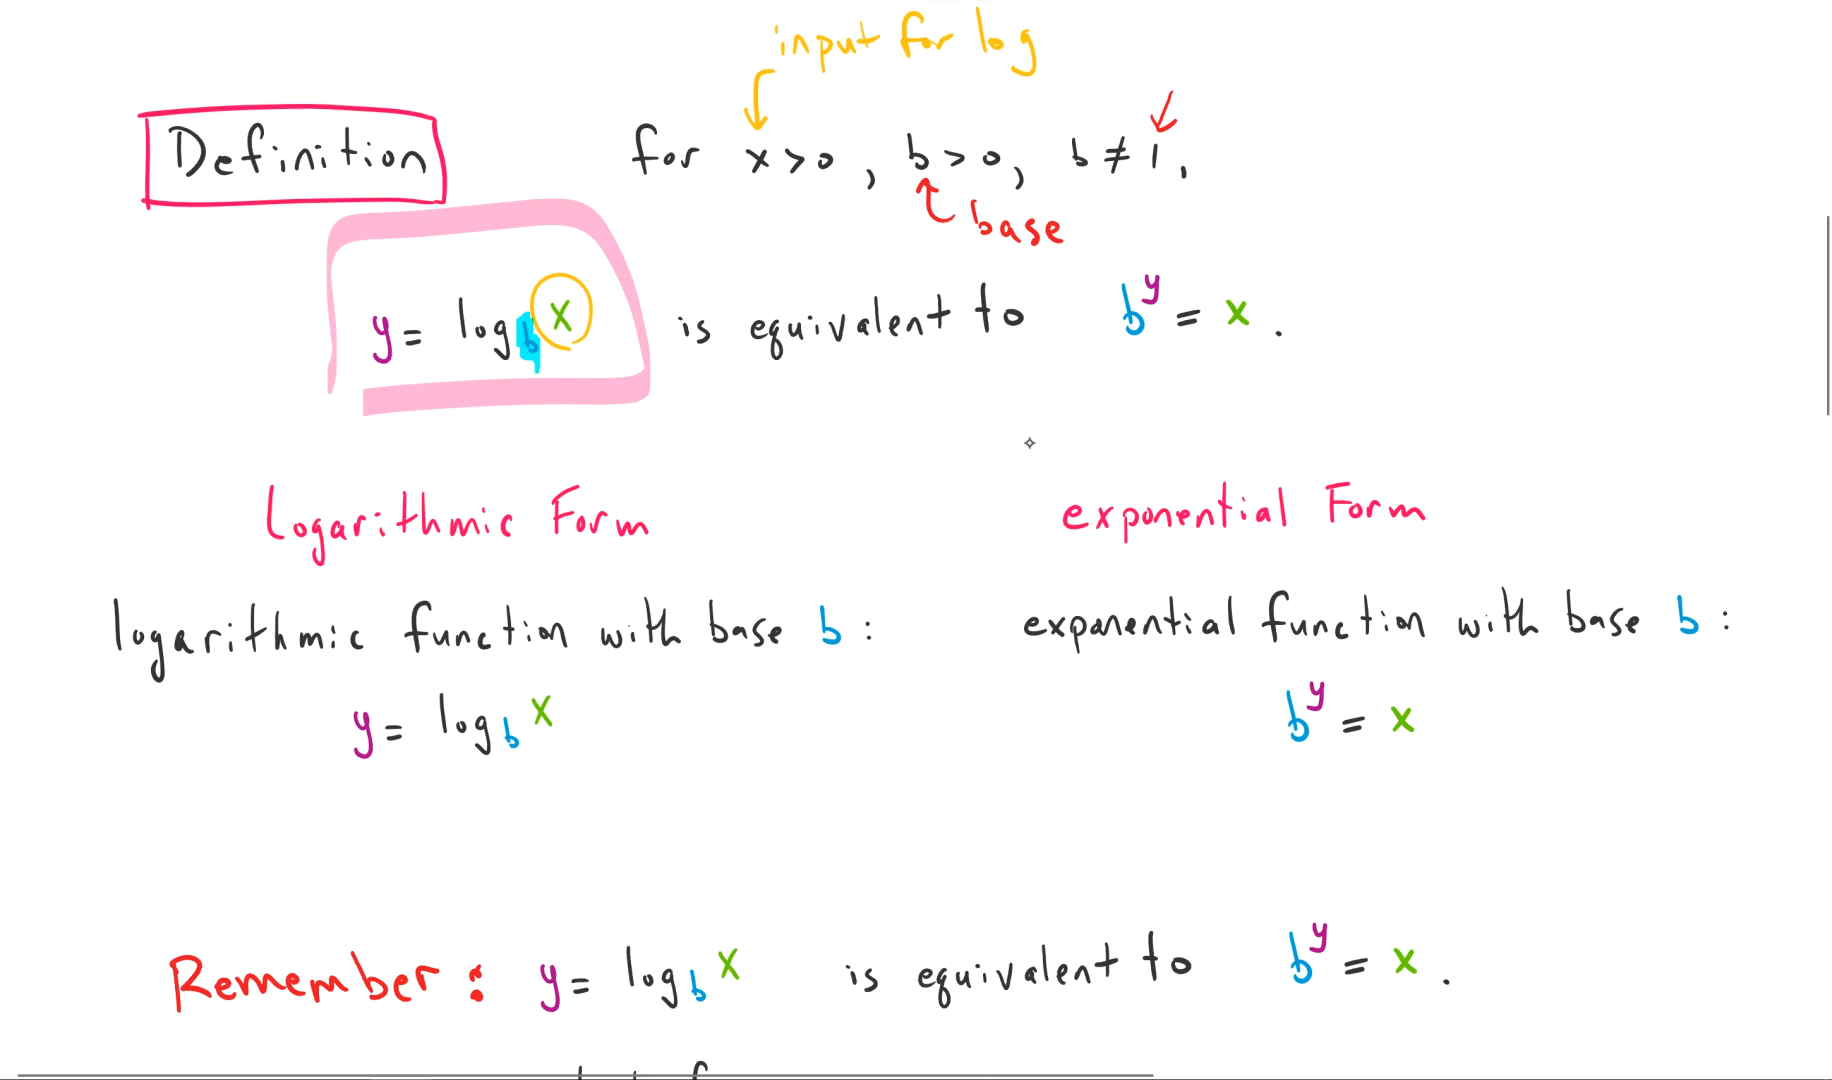 input for log
Definition for x > 0, b > 0, b ≠ 1,
base
y = log_b x is equivalent to b^y = x.
Logarithmic Form exponential Form
logarithmic function with base b: exponential function with base b:
y = log_b x b^y = x
Remember: y = log_b x is equivalent to b^y = x.